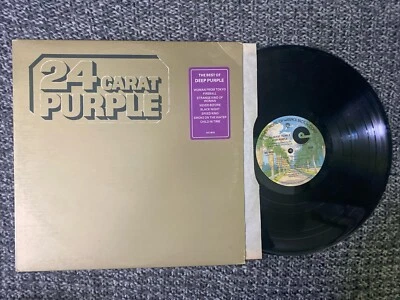 24
CARAT
PURPLE
THE BEST OF
DEEP PURPLE
WOMAN FROM TOKYO
FIREBALL
STRANGE KIND OF
WOMAN
NEVER BEFORE
BLACK NIGHT
SPEED KING
SMOKE ON THE WATER
CHILD IN TIME